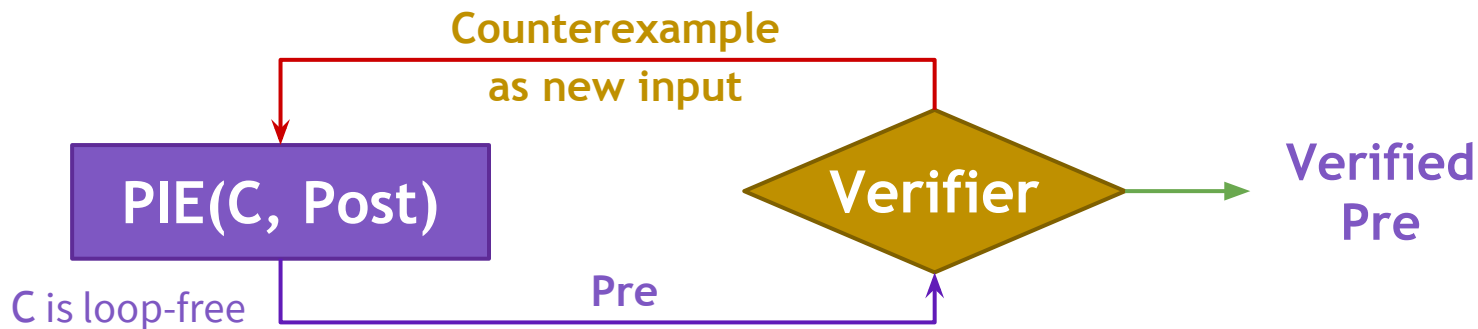 Counterexample
as new input
PIE(C, Post)
Verifier
Verified
Pre
C is loop-free
Pre